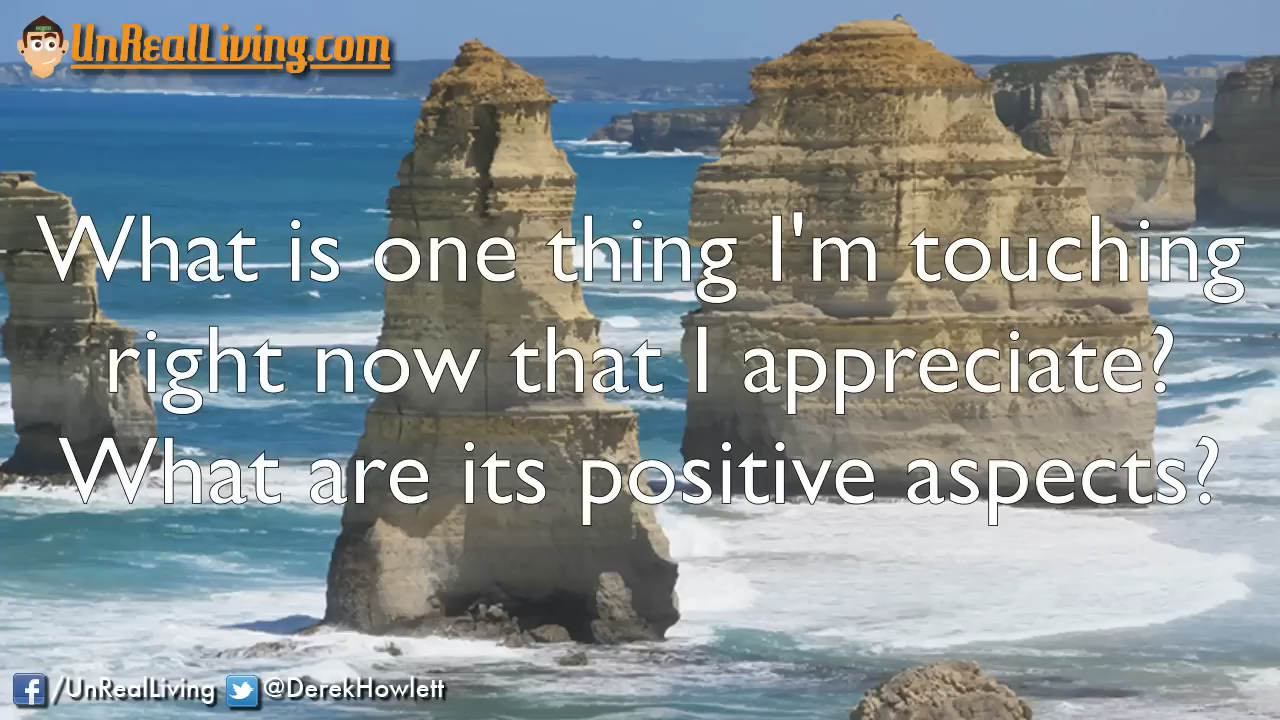 UnRealLiving.com
What is one thing I'm touching
right now that I appreciate?
What are its positive aspects?
/UnRealLiving @DerekHowlett